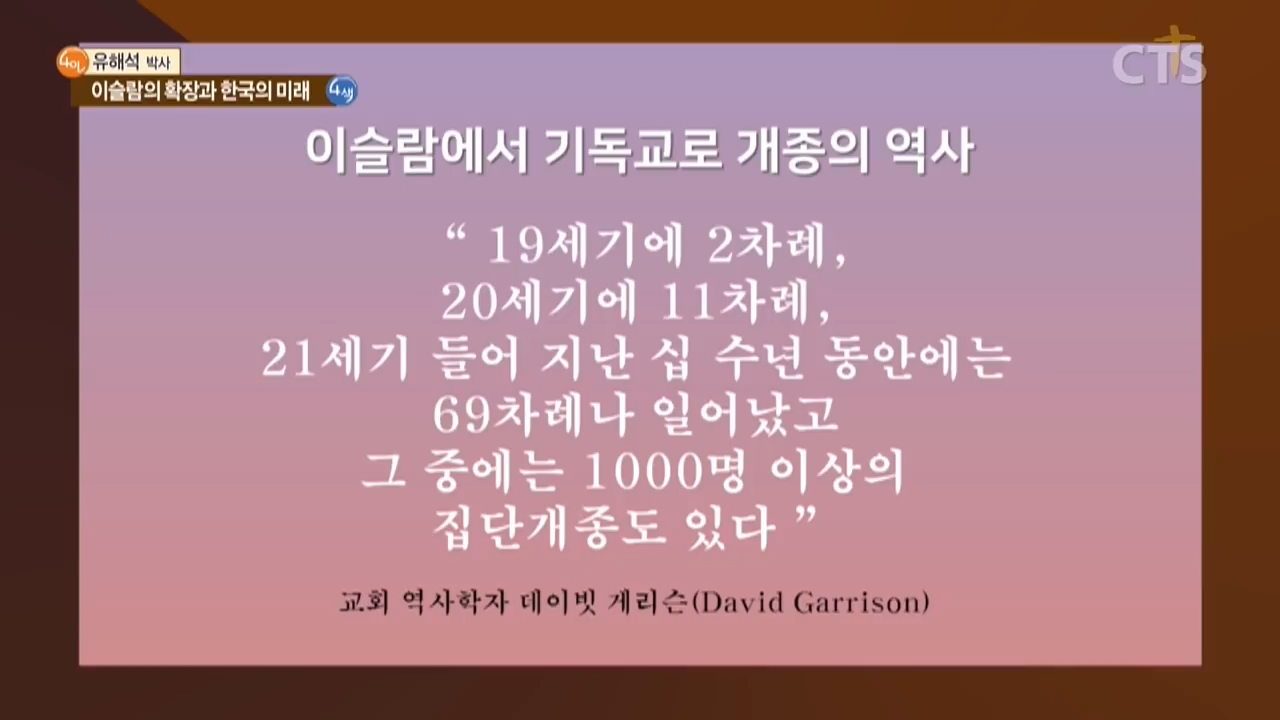 4인
유해석 박사
CTS
이슬람의 확장과 한국의 미래
4색
이슬람에서 기독교로 개종의 역사
“ 19세기에 2차례,
20세기에 11차례,
21세기 들어 지난 십 수년 동안에는
69차례나 일어났고
그 중에는 1000명 이상의
집단개종도 있다 ”
교회 역사학자 데이빗 게리슨(David Garrison)